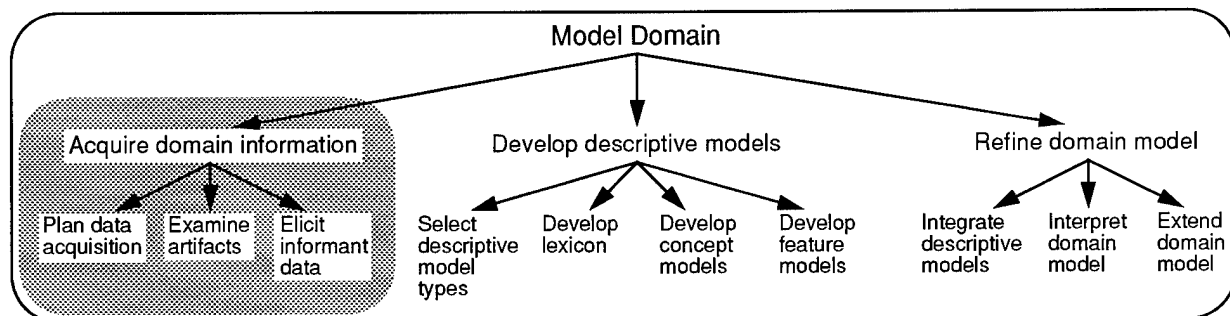 Model Domain
Acquire domain information
Develop descriptive models
Refine domain model
Plan data
acquisition
Examine
artifacts
Elicit
informant
data
Select
descriptive
model
types
Develop
lexicon
Develop
concept
models
Develop
feature
models
Integrate
descriptive
models
Interpret
domain
model
Extend
domain
model